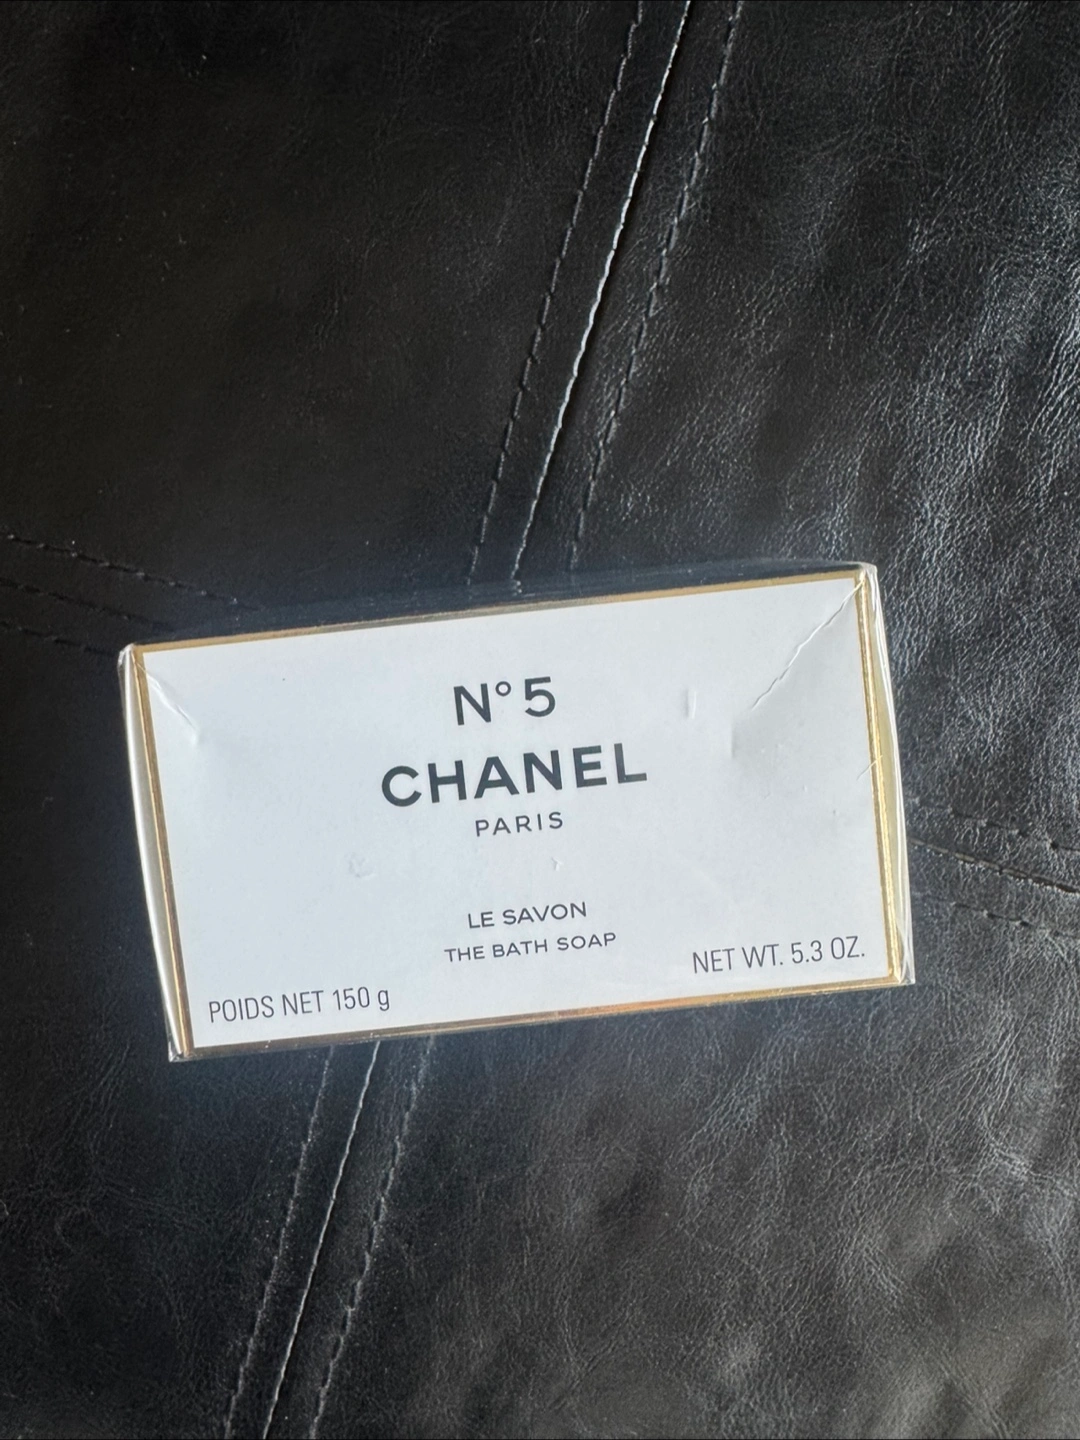 N° 5
CHANEL
PARIS
LE SAVON
THE BATH SOAP
POIDS NET 150 g
NET WT. 5.3 OZ.